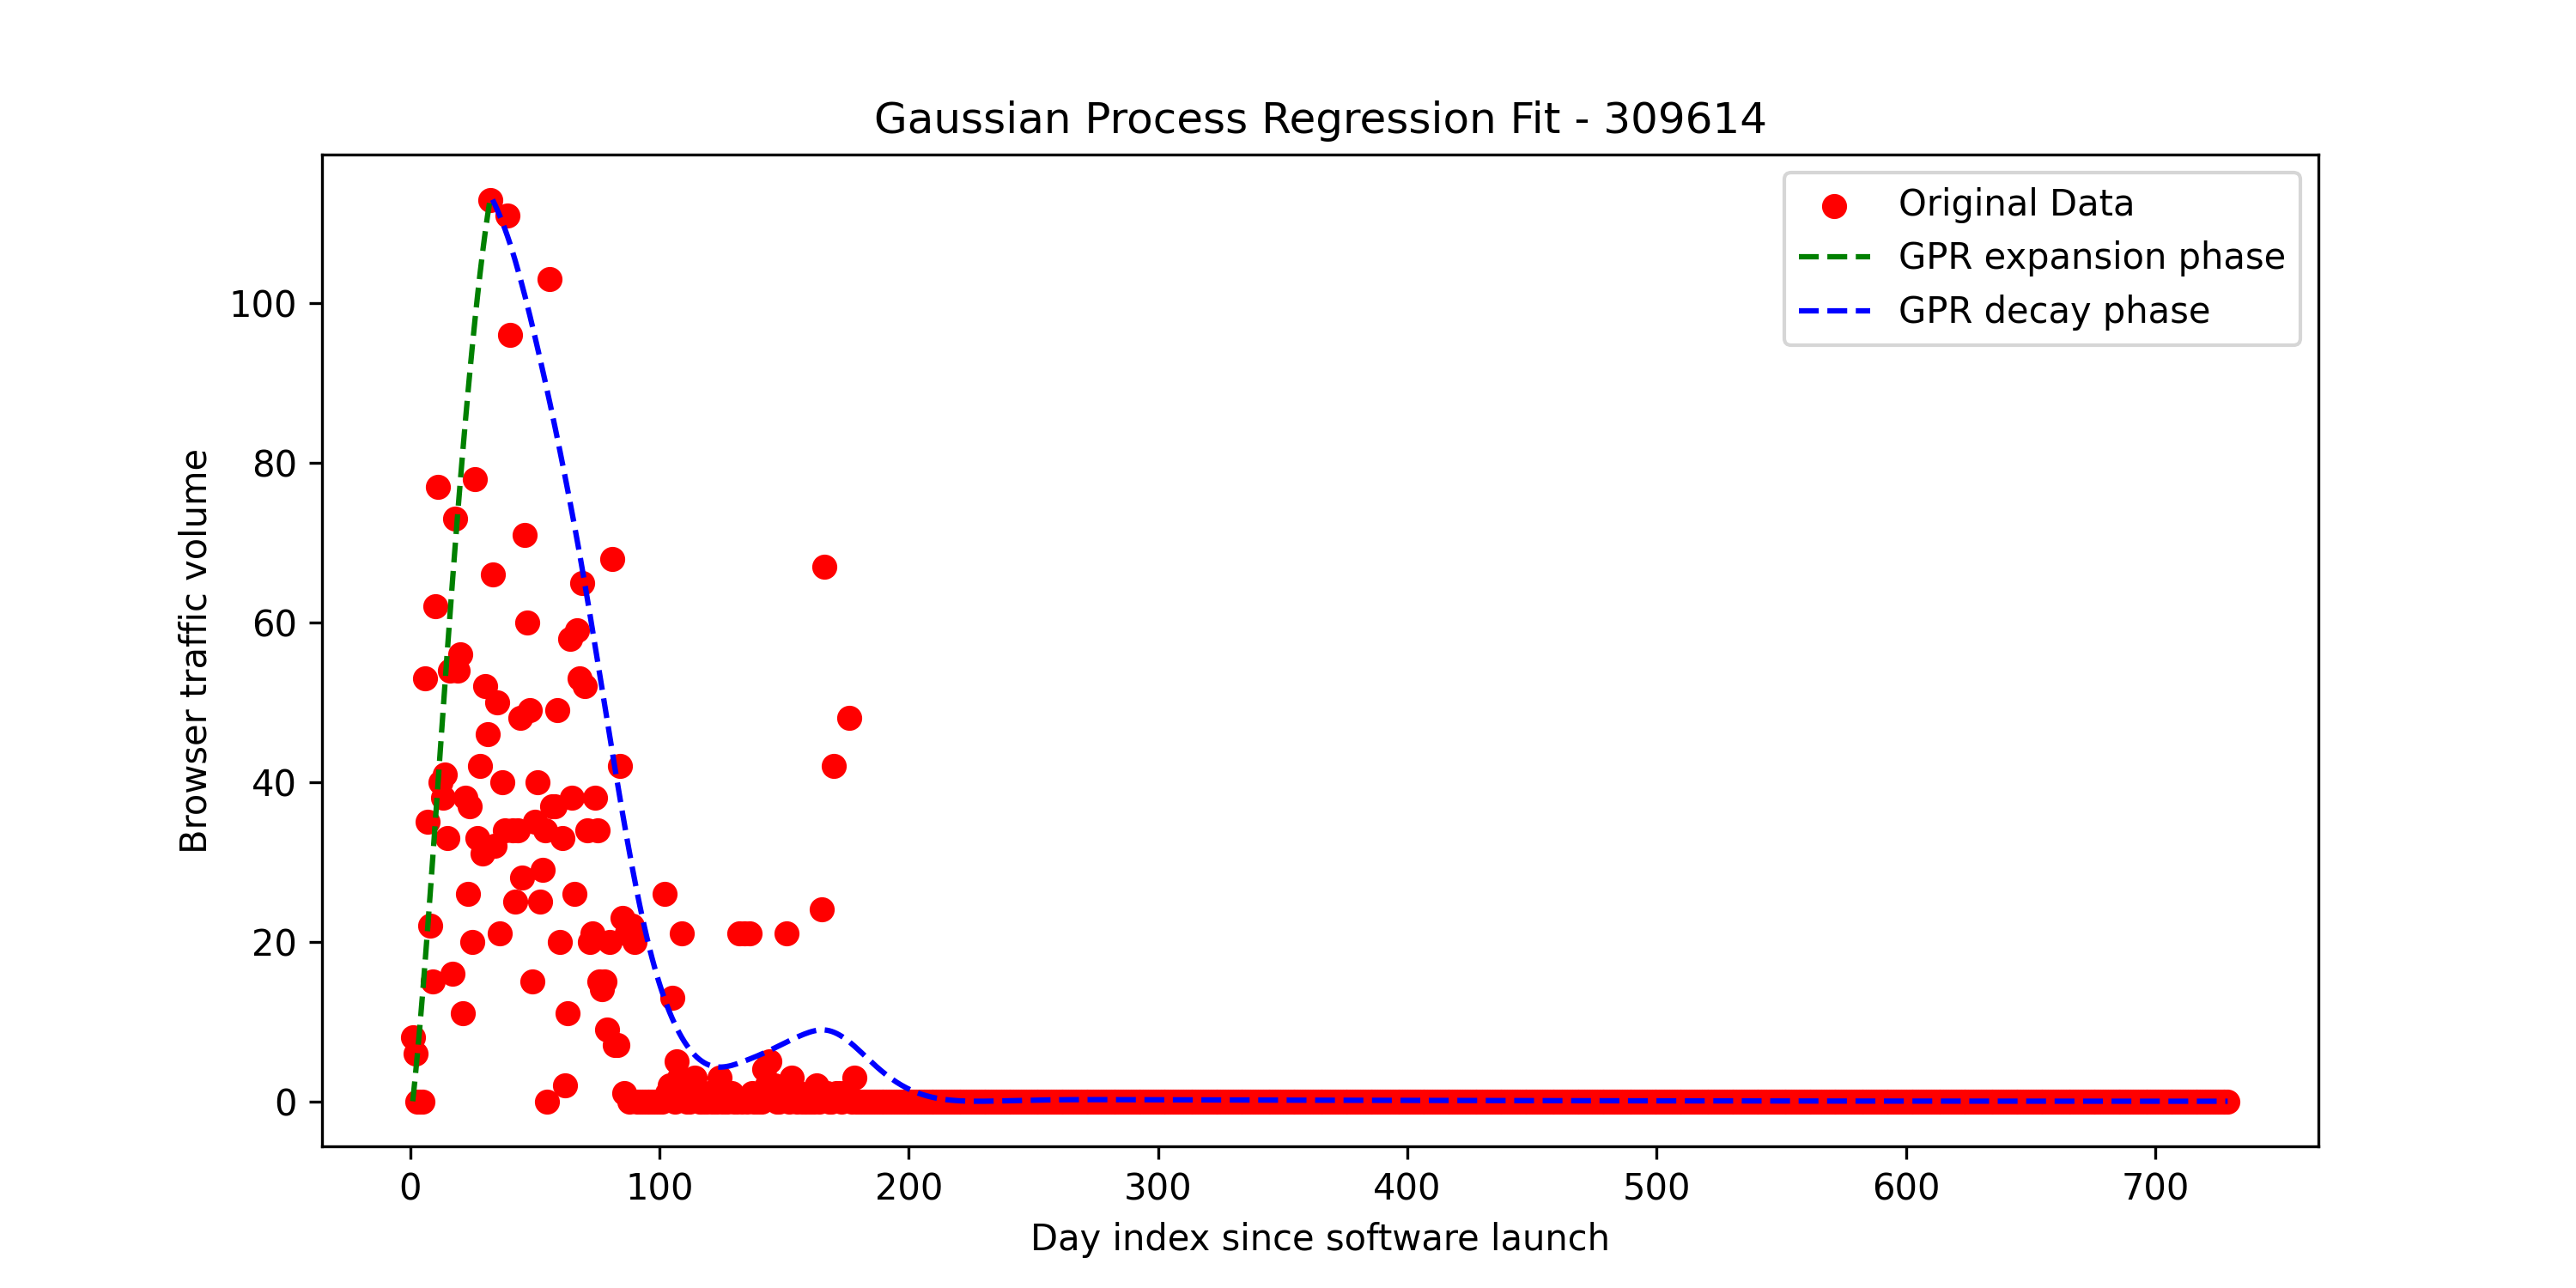 Gaussian Process Regression Fit - 309614
Original Data
GPR expansion phase
GPR decay phase
Browser traffic volume
100
80
60
40
20
0
0 100 200 300 400 500 600 700
Day index since software launch